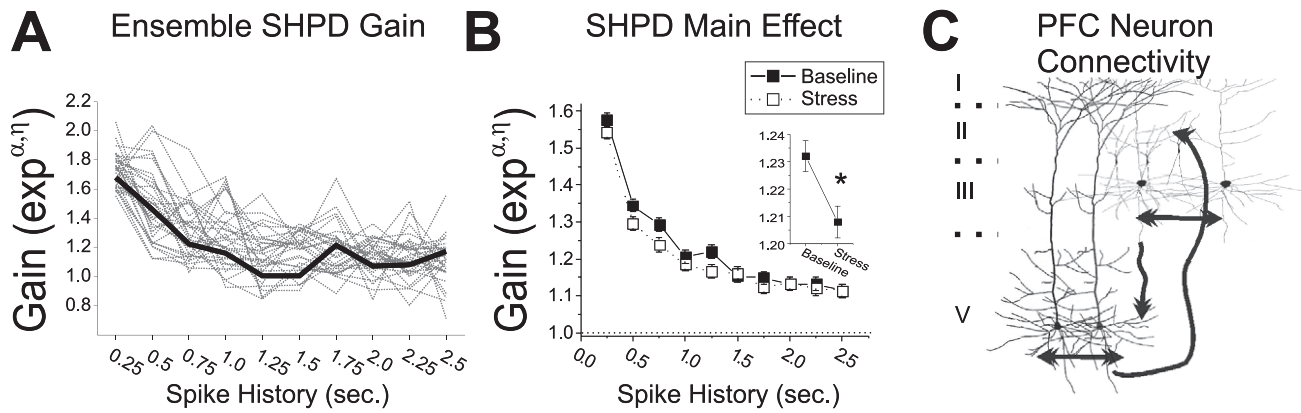 A
Ensemble SHPD Gain
Gain (exp^α,η)
2.2
2.0
1.8
1.6
1.4
1.2
1.0
0.8
0.25
0.5
0.75
1.0
1.25
1.5
1.75
2.0
2.25
2.5
Spike History (sec.)
B
SHPD Main Effect
Baseline
Stress
Gain (exp^α,η)
1.6
1.5
1.4
1.3
1.2
1.1
1.0
0.0
0.5
1.0
1.5
2.0
2.5
Spike History (sec.)
1.24
1.23
1.22
1.21
1.20
*
Baseline
Stress
C
PFC Neuron
Connectivity
I
II
III
V